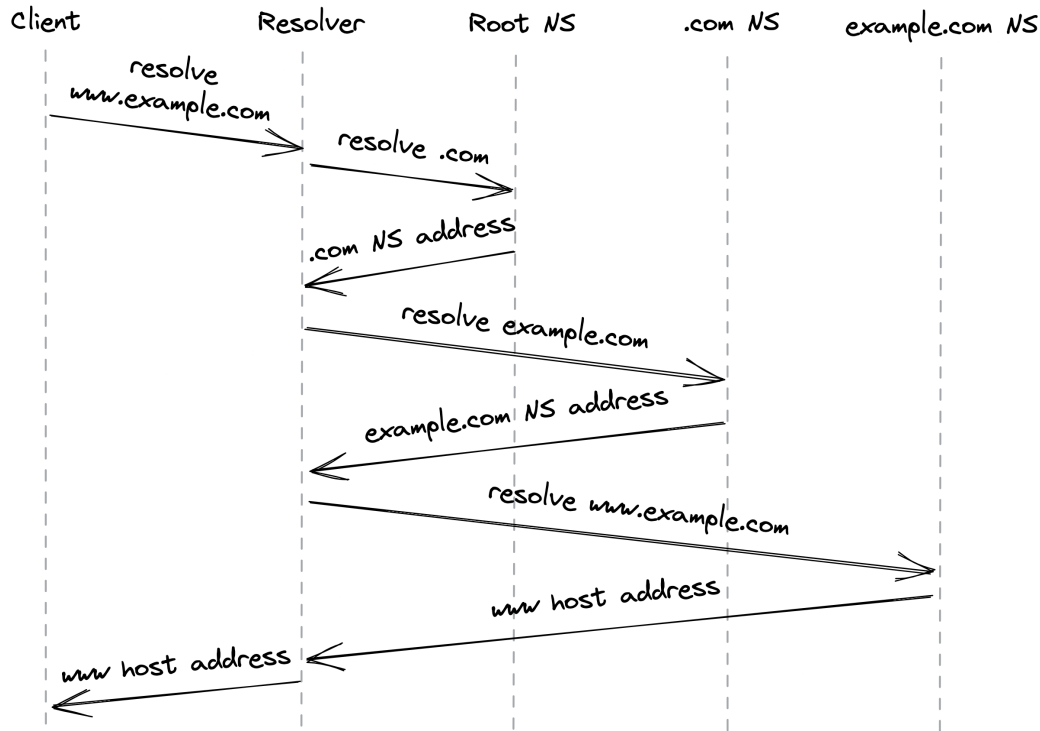 Client
Resolver
Root NS
.com NS
example.com NS
resolve
www.example.com
resolve .com
.com NS address
resolve example.com
example.com NS address
resolve www.example.com
www host address
www host address